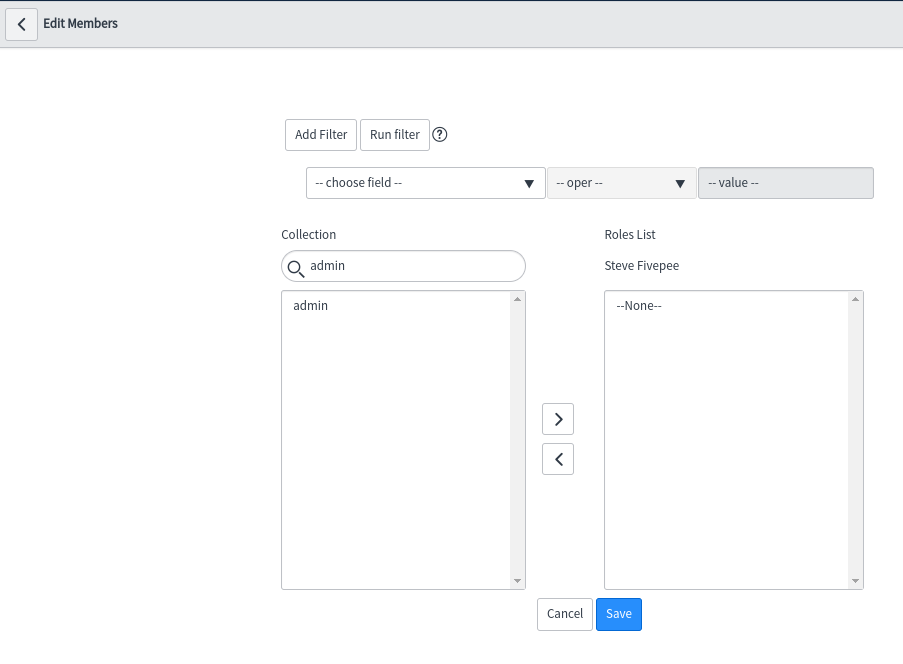 Edit Members
Add Filter
Run filter
?
-- choose field --
-- oper --
-- value --
Collection
Roles List
admin
Steve Fivepee
admin
--None--
Cancel
Save